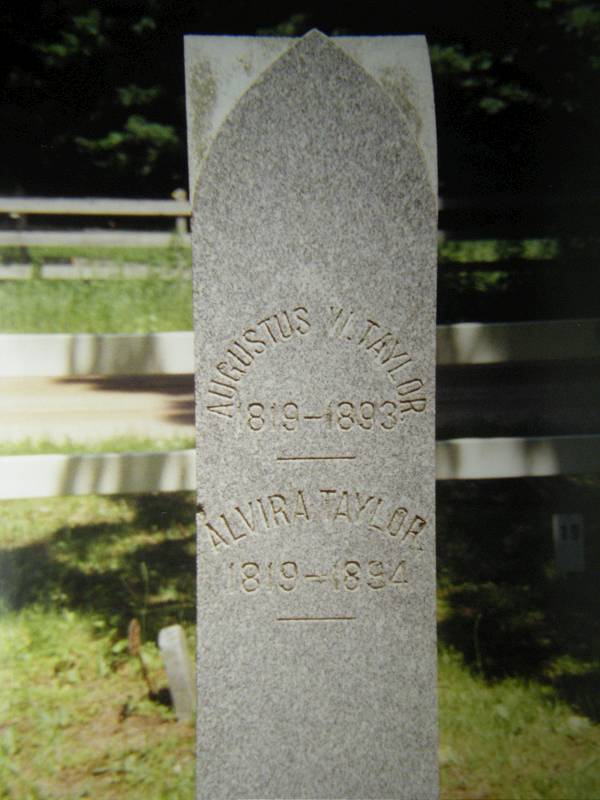 AUGUSTUS W. TAYLOR
1819-1893
ALVIRA TAYLOR.
1819-1894
19